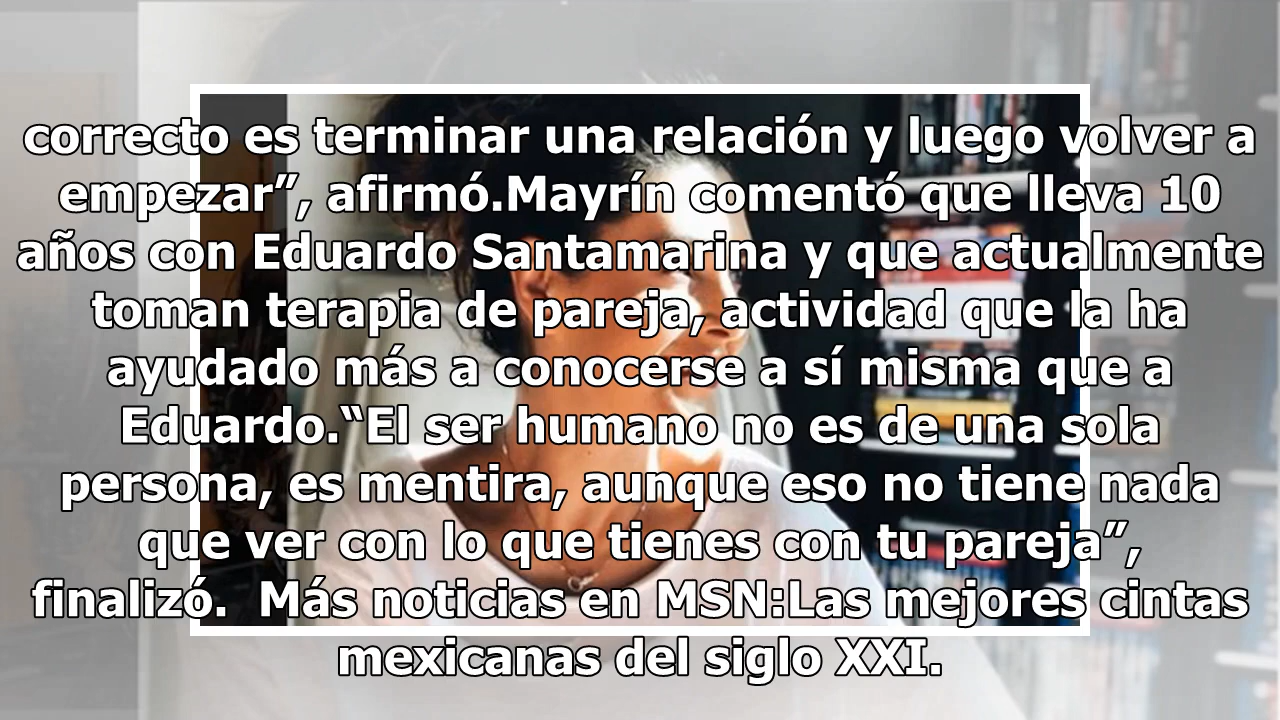 correcto es terminar una relación y luego volver a
empezar”, afirmó.Mayrín comentó que lleva 10
años con Eduardo Santamarina y que actualmente
toman terapia de pareja, actividad que la ha
ayudado más a conocerse a sí misma que a
Eduardo.“El ser humano no es de una sola
persona, es mentira, aunque eso no tiene nada
que ver con lo que tienes con tu pareja”,
finalizó.  Más noticias en MSN:Las mejores cintas
mexicanas del siglo XXI.